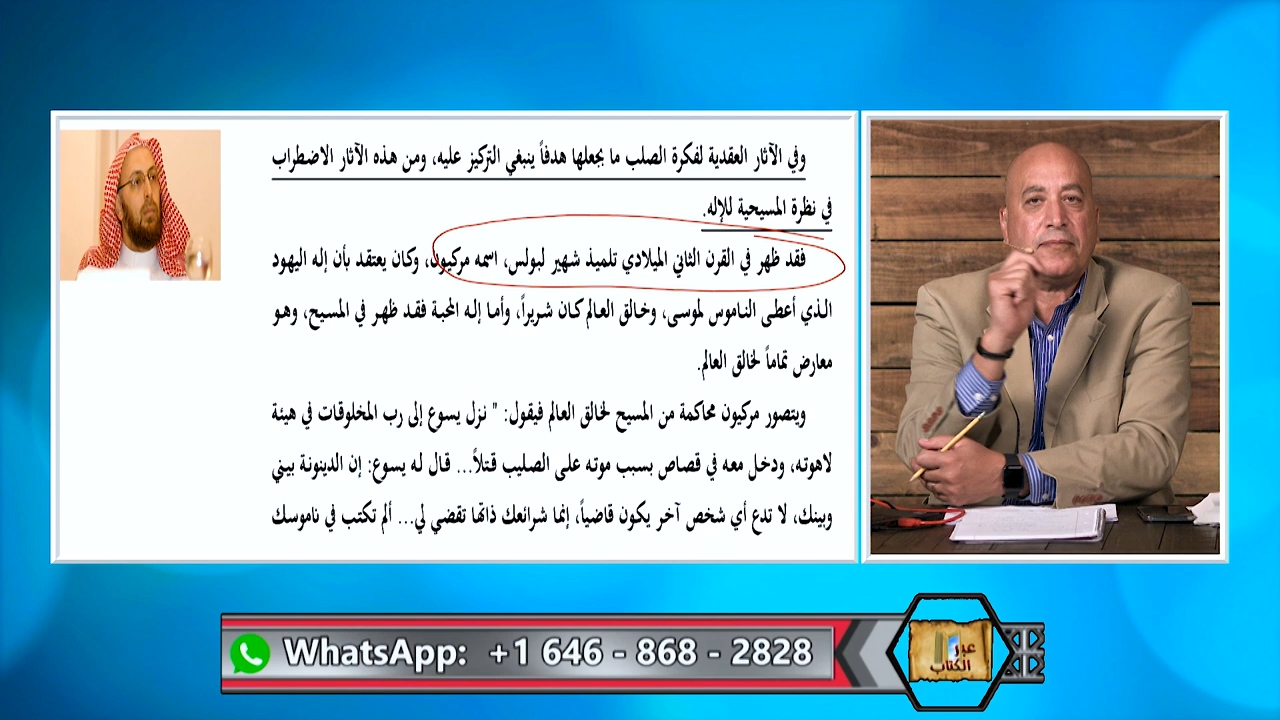 وفي الآثار العقدية لفكرة الصلب ما يجعلها هدفاً ينبغي التركيز عليه، ومن هذه الآثار الاضطراب
في نظرة المسيحية للإله.
فقد ظهر في القرن الثاني الميلادي تلميذ شهير لبولس، اسمه مركيون، وكان يعتقد بأن إله اليهود
الذي أعطى الناموس لموسى، وخالق العالم كان شريراً، وأما إله المحبة فقد ظهر في المسيح، وهو
معارض تماماً لخالق العالم.
ويتصور مركيون محاكمة من المسيح لخالق العالم فيقول: " نزل يسوع إلى رب المخلوقات في هيئة
لاهوته، ودخل معه في قصاص بسبب موته على الصليب قتلاً... قال له يسوع: إن الدينونة بيني
وبينك، لا تدع أي شخص آخر يكون قاضياً، إنما شرائعك ذاتها تقضي لي... ألم تكتب في ناموسك
WhatsApp: +1 646 - 868 - 2828
عبر
الكتاب